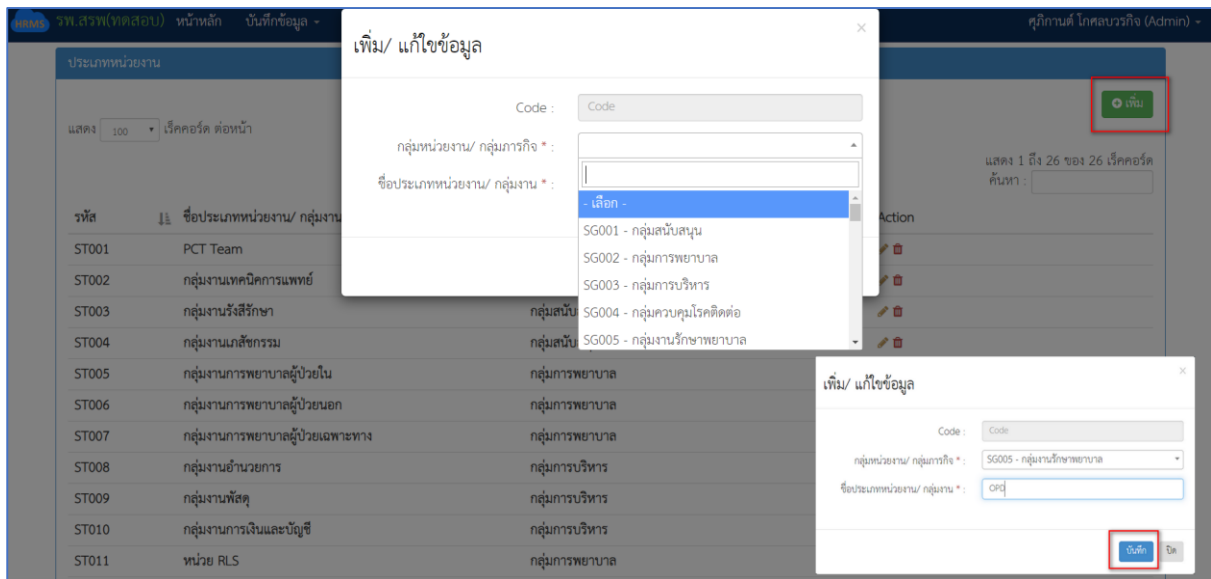 HRMS รพ.สรพ(ทดสอบ) หน้าหลัก บันทึกข้อมูล ศุภิกานต์ โกศลบวรกิจ (Admin)
ประเภทหน่วยงาน
เพิ่ม
แสดง 100 เร็คคอร์ด ต่อหน้า
แสดง 1 ถึง 26 ของ 26 เร็คคอร์ด
ค้นหา :
รหัส ชื่อประเภทหน่วยงาน/ กลุ่มงาน Action
ST001 PCT Team
ST002 กลุ่มงานเทคนิคการแพทย์
ST003 กลุ่มงานรังสีรักษา กลุ่มสนับ
ST004 กลุ่มงานเภสัชกรรม กลุ่มสนับ
ST005 กลุ่มงานการพยาบาลผู้ป่วยใน กลุ่มการพยาบาล
ST006 กลุ่มงานการพยาบาลผู้ป่วยนอก กลุ่มการพยาบาล
ST007 กลุ่มงานการพยาบาลผู้ป่วยเฉพาะทาง กลุ่มการพยาบาล
ST008 กลุ่มงานอำนวยการ กลุ่มการบริหาร
ST009 กลุ่มงานพัสดุ กลุ่มการบริหาร
ST010 กลุ่มงานการเงินและบัญชี กลุ่มการบริหาร
ST011 หน่วย RLS กลุ่มการพยาบาล
เพิ่ม/ แก้ไขข้อมูล ×
Code : Code
กลุ่มหน่วยงาน/ กลุ่มภารกิจ * :
ชื่อประเภทหน่วยงาน/ กลุ่มงาน * :
- เลือก -
SG001 - กลุ่มสนับสนุน
SG002 - กลุ่มการพยาบาล
SG003 - กลุ่มการบริหาร
SG004 - กลุ่มควบคุมโรคติดต่อ
SG005 - กลุ่มงานรักษาพยาบาล
เพิ่ม/ แก้ไขข้อมูล ×
Code : Code
กลุ่มหน่วยงาน/ กลุ่มภารกิจ * : SG005 - กลุ่มงานรักษาพยาบาล
ชื่อประเภทหน่วยงาน/ กลุ่มงาน * : OPD
บันทึก ปิด